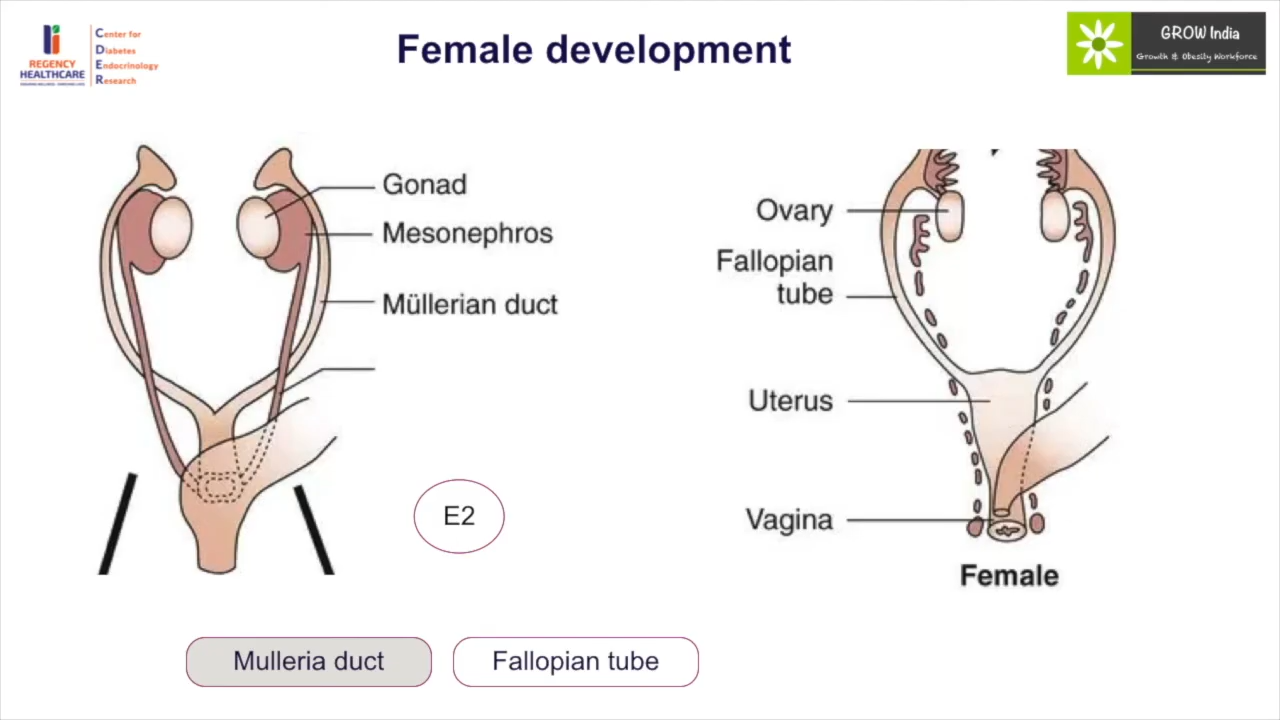 REGENCY
HEALTHCARE
Center for
Diabetes
Endocrinology
Research
Female development
GROW India
Growth & Obesity Workforce
Gonad
Mesonephros
Müllerian duct
E2
Ovary
Fallopian
tube
Uterus
Vagina
Female
Mulleria duct
Fallopian tube